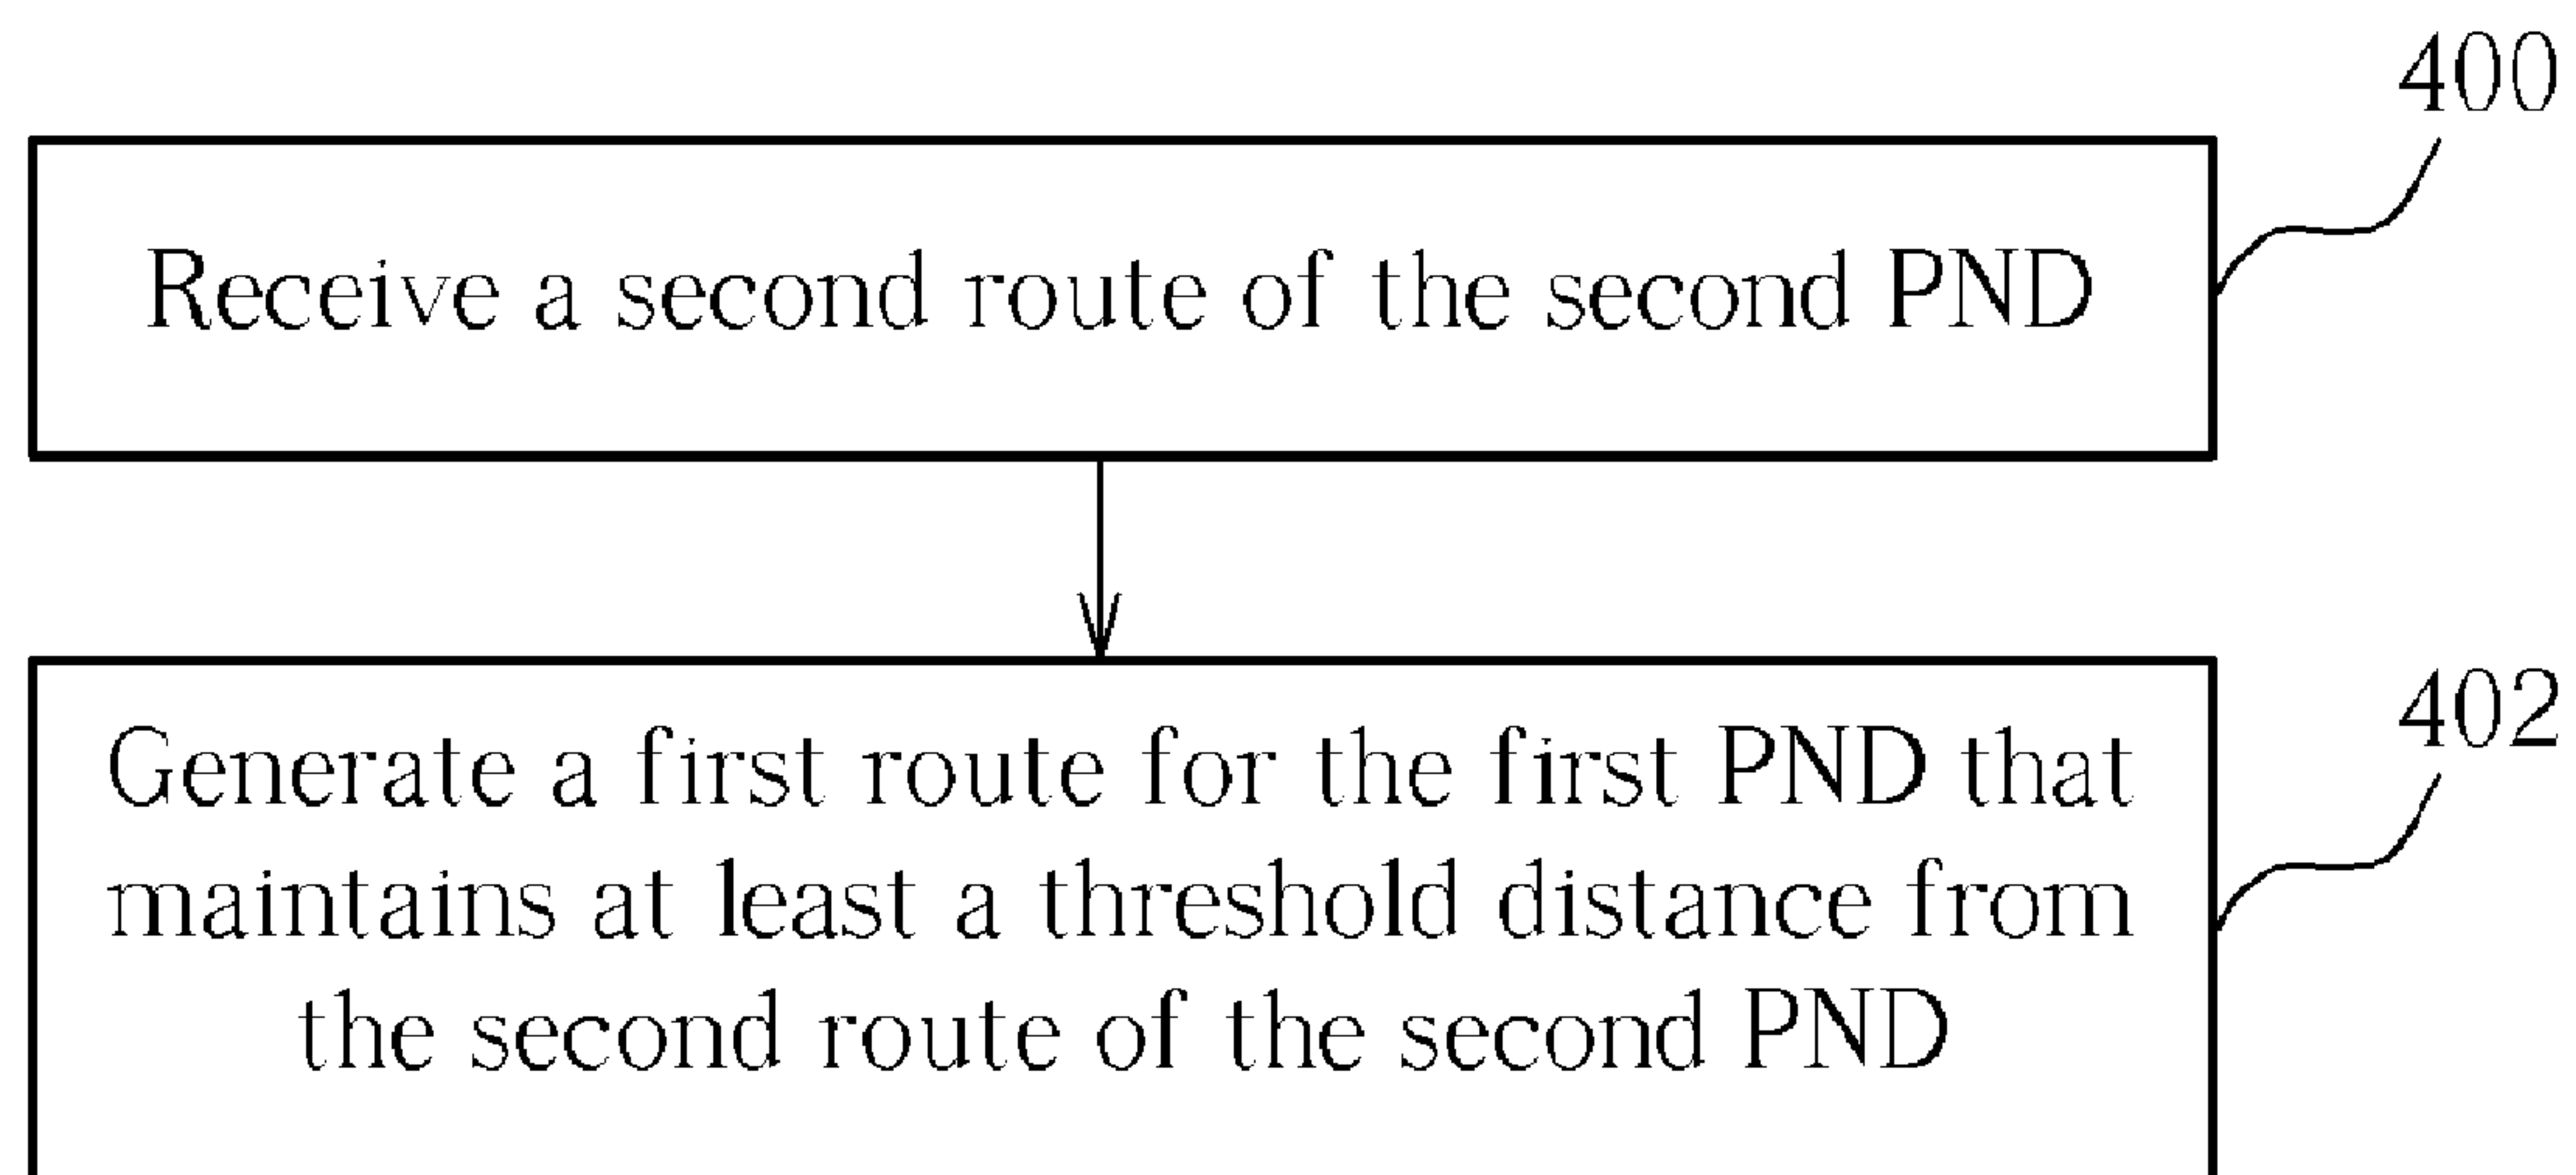 400
Receive a second route of the second PND
402
Generate a first route for the first PND that
maintains at least a threshold distance from
the second route of the second PND